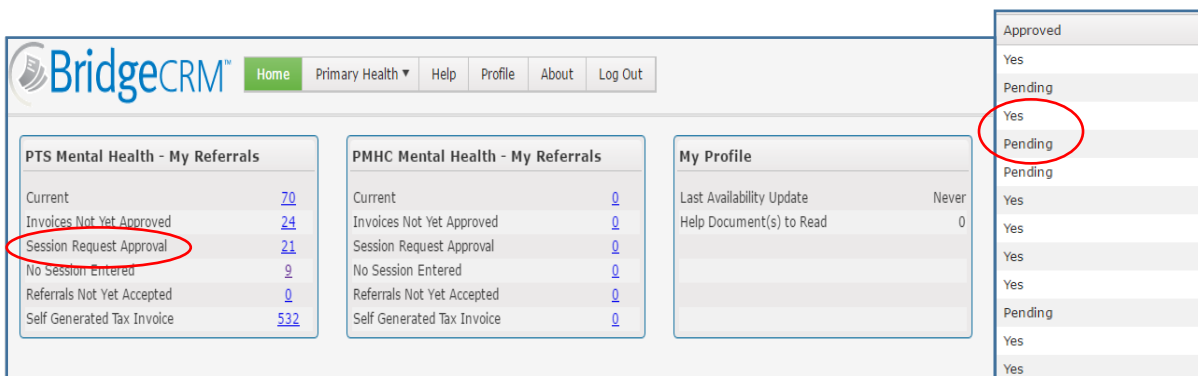 BridgeCRM™
Home Primary Health ▼ Help Profile About Log Out
PTS Mental Health - My Referrals
Current 70
Invoices Not Yet Approved 24
Session Request Approval 21
No Session Entered 9
Referrals Not Yet Accepted 0
Self Generated Tax Invoice 532
PMHC Mental Health - My Referrals
Current 0
Invoices Not Yet Approved 0
Session Request Approval 0
No Session Entered 0
Referrals Not Yet Accepted 0
Self Generated Tax Invoice 0
My Profile
Last Availability Update Never
Help Document(s) to Read 0
Approved
Yes
Pending
Yes
Pending
Pending
Yes
Yes
Yes
Yes
Pending
Yes
Yes